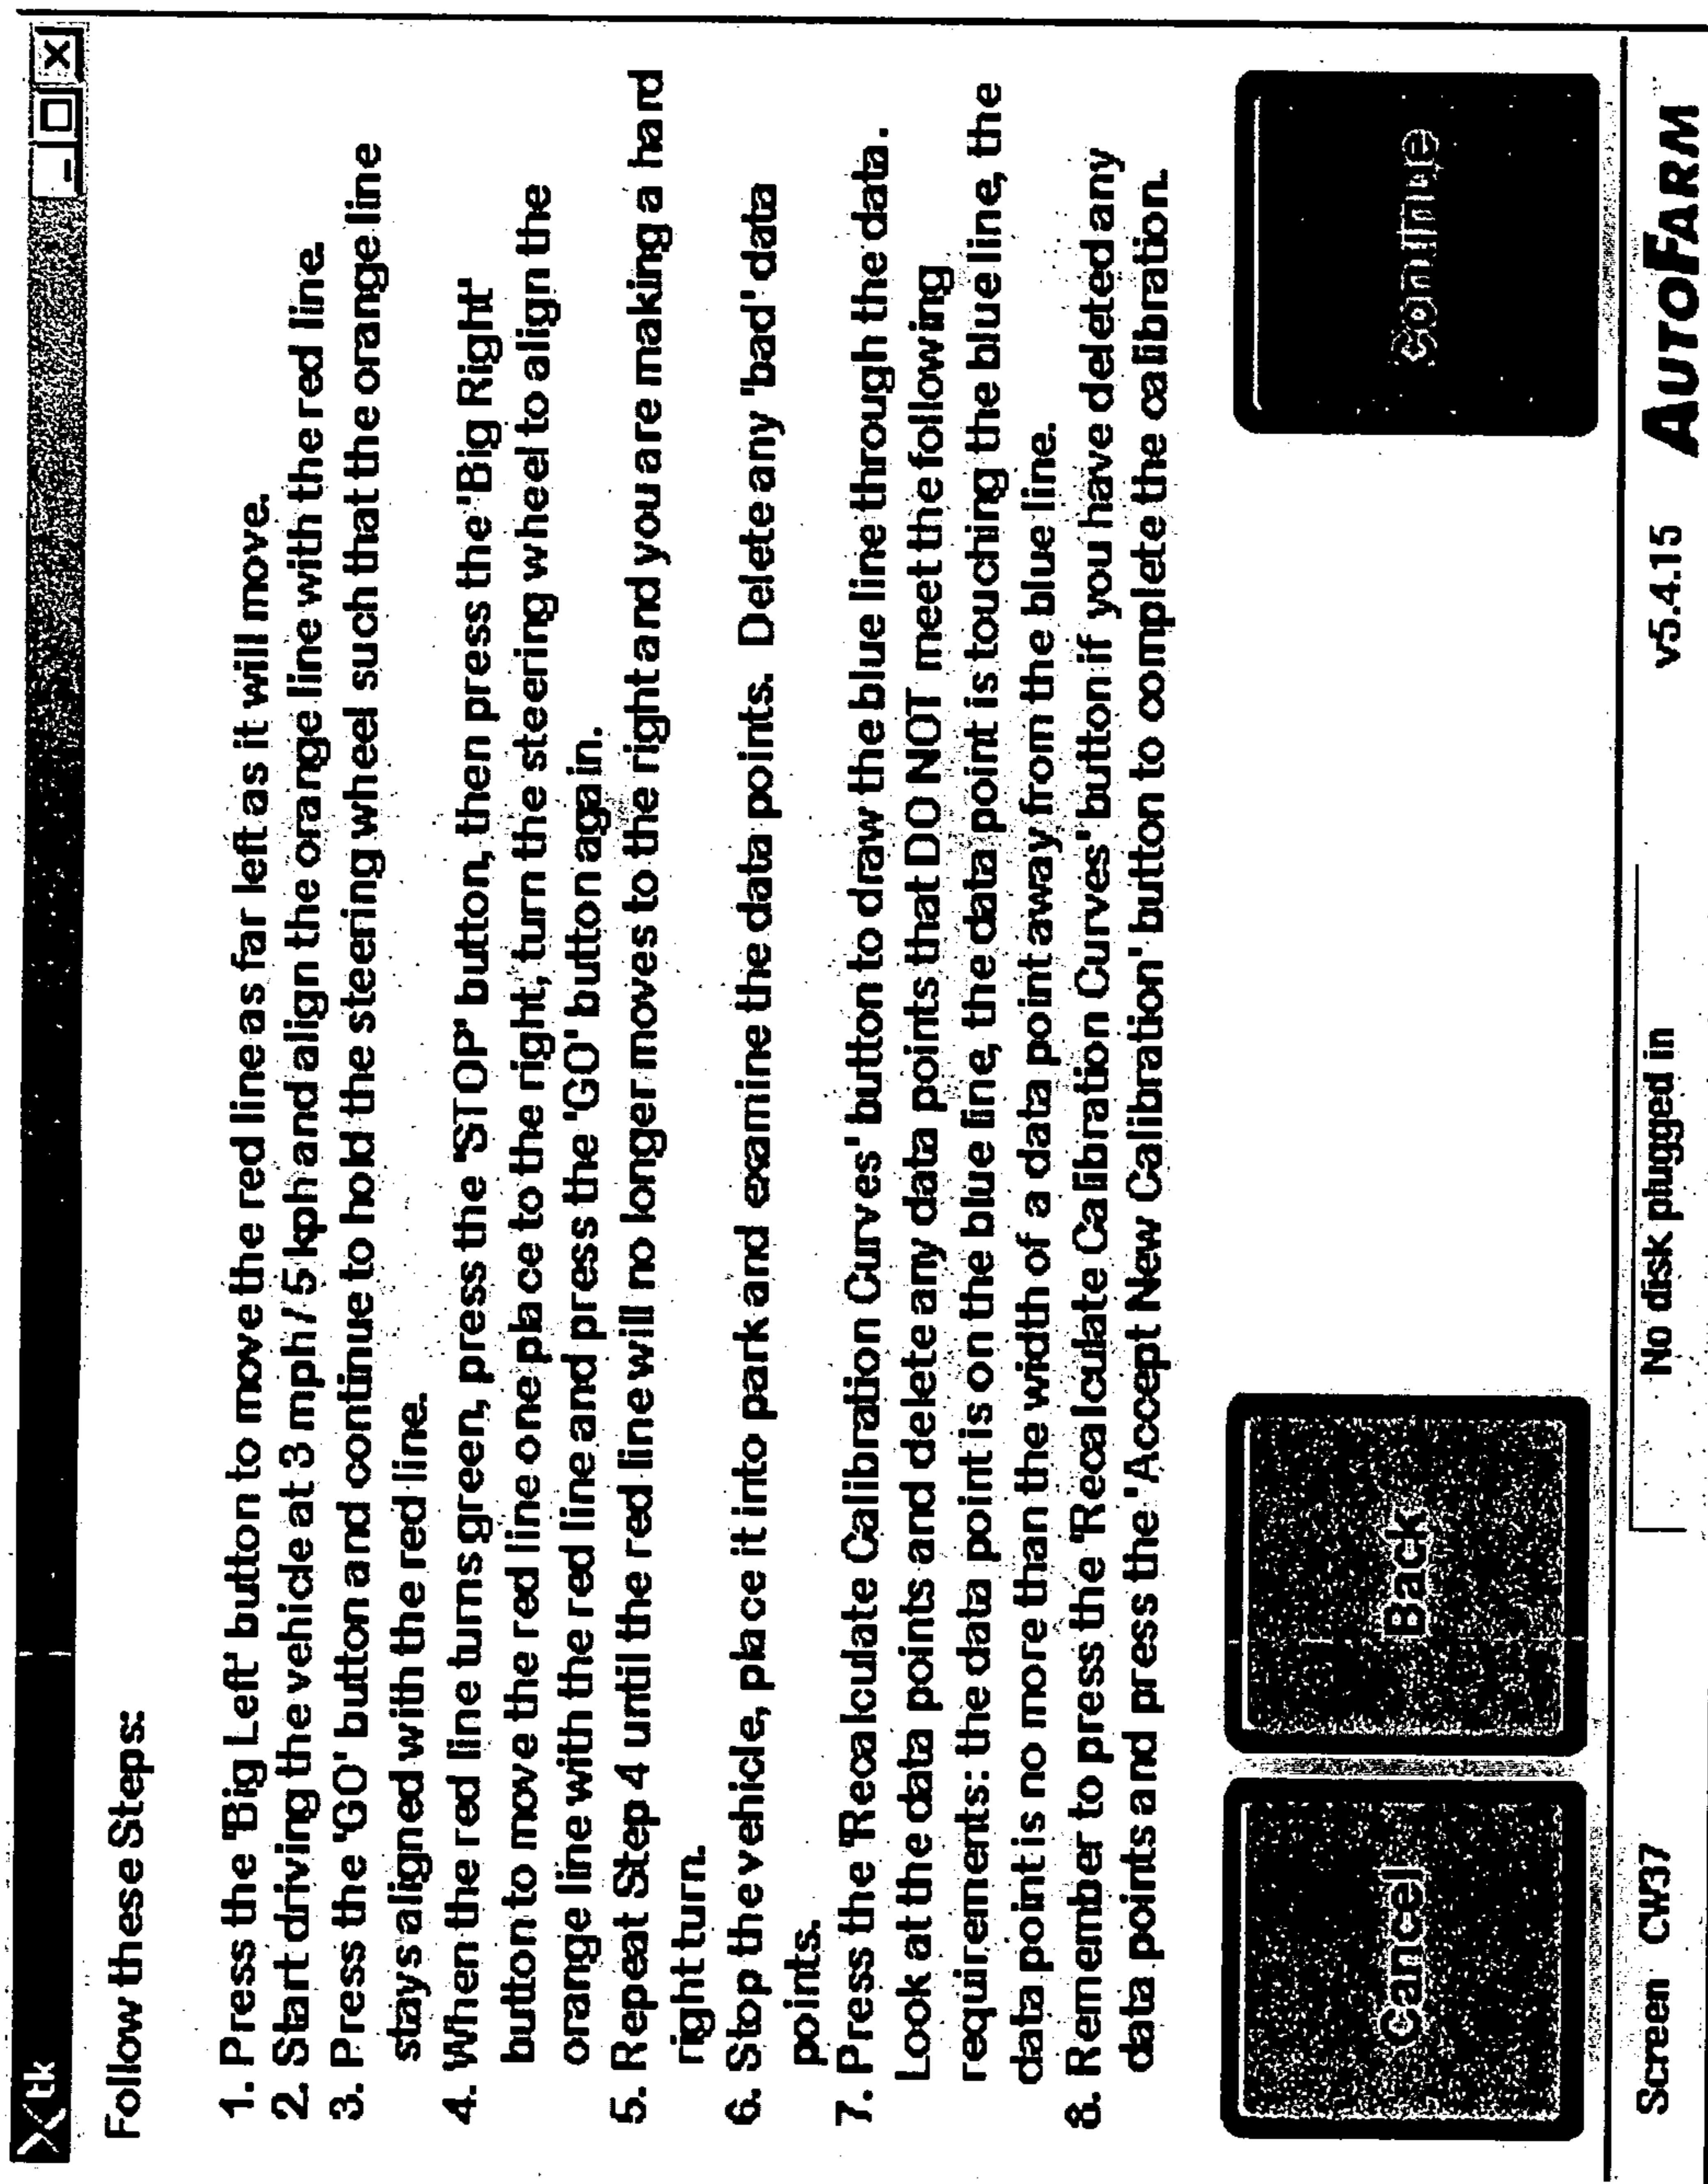 tk
Follow these Steps:
1. Press the 'Big Left' button to move the red line as far left as it will move.
2. Start driving the vehicle at 3 mph / 5 kph and align the orange line with the red line.
3. Press the 'GO' button and continue to hold the steering wheel such that the orange line
stays aligned with the red line.
4. When the red line turns green, press the 'STOP' button, then press the 'Big Right'
button to move the red line one place to the right, turn the steering wheel to align the
orange line with the red line and press the 'GO' button again.
5. Repeat Step 4 until the red line will no longer moves to the right and you are making a hard
right turn.
6. Stop the vehicle, place it into park and examine the data points. Delete any 'bad' data
points.
7. Press the 'Recalculate Calibration Curves' button to draw the blue line through the data.
Look at the data points and delete any data points that DO NOT meet the following
requirements: the data point is on the blue line, the data point is touching the blue line, the
data point is no more than the width of a data point away from the blue line.
8. Remember to press the 'Recalculate Calibration Curves' button if you have deleted any
data points and press the 'Accept New Calibration' button to complete the calibration.
Cancel Back Continue
Screen CW37 No disk plugged in v5.4.15 AUTOFARM